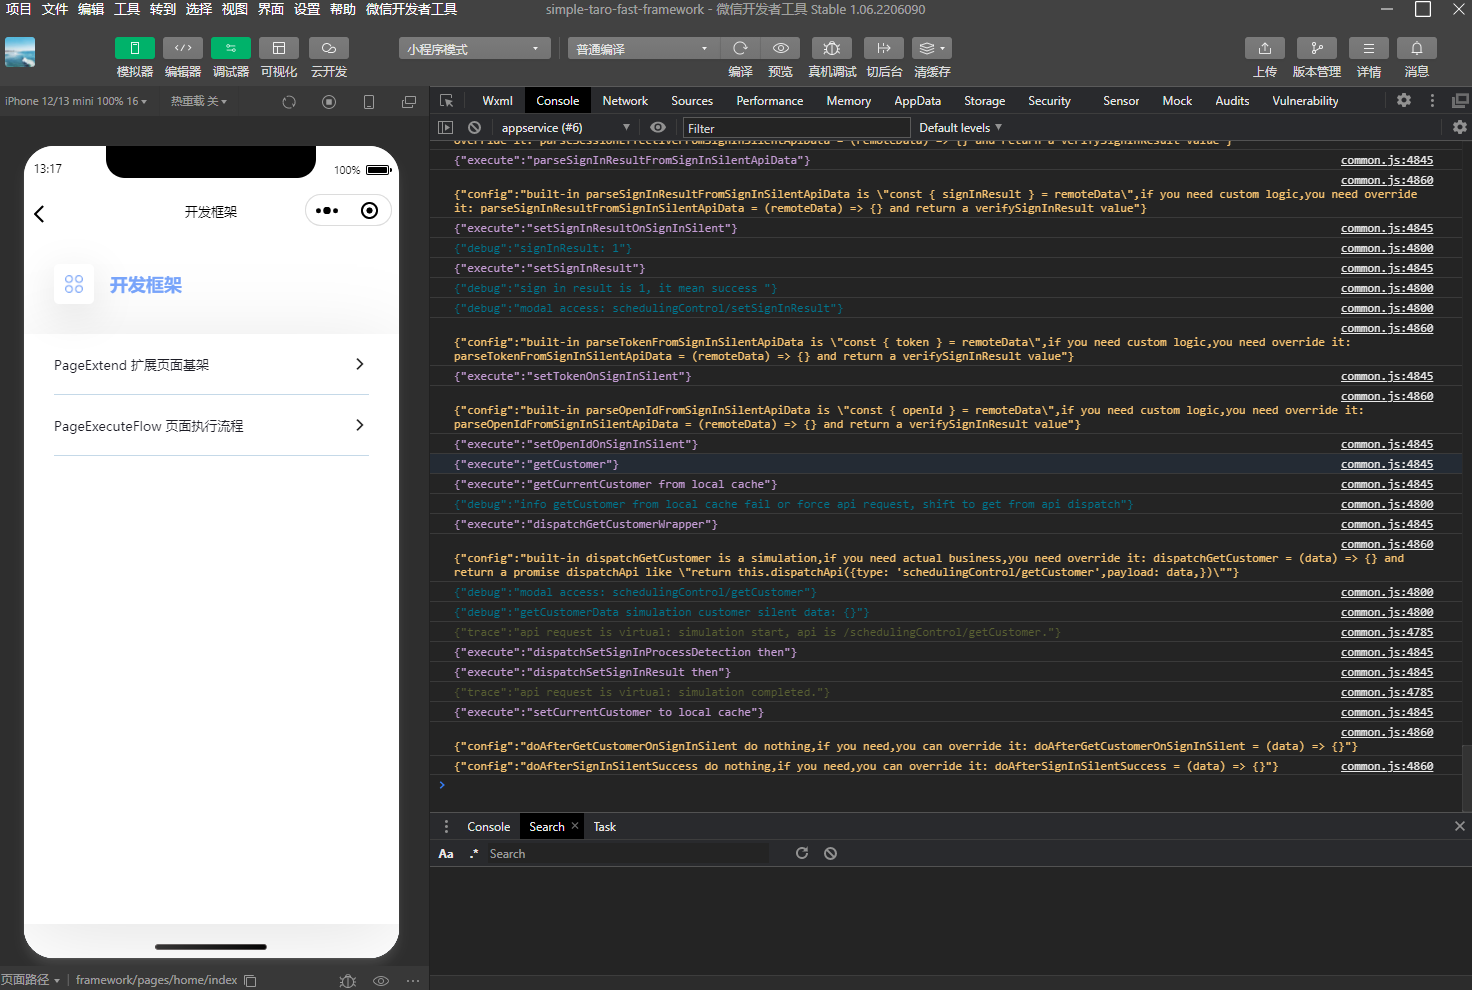 项目 文件 编辑 工具 转到 选择 视图 界面 设置 帮助 微信开发者工具 simple-taro-fast-framework - 微信开发者工具 Stable 1.06.2206090
小程序模式 普通编译
模拟器 编辑器 调试器 可视化 云开发 编译 预览 真机调试 切后台 清缓存 上传 版本管理 详情 消息
iPhone 12/13 mini 100% 16 热重载 关
13:17 100%
开发框架
开发框架
PageExtend 扩展页面基架
PageExecuteFlow 页面执行流程
页面路径 framework/pages/home/index
Wxml Console Network Sources Performance Memory AppData Storage Security Sensor Mock Audits Vulnerability
appservice (#6) Filter Default levels
override it: parseSessionEffectiveFromSignInSilentApiData = (remoteData) => {} and return a verifySignInResult value"}
{"execute":"parseSignInResultFromSignInSilentApiData"} common.js:4845
common.js:4860
{"config":"built-in parseSignInResultFromSignInSilentApiData is \"const { signInResult } = remoteData\",if you need custom logic,you need override
it: parseSignInResultFromSignInSilentApiData = (remoteData) => {} and return a verifySignInResult value"}
{"execute":"setSignInResultOnSignInSilent"} common.js:4845
{"debug":"signInResult: 1"} common.js:4800
{"execute":"setSignInResult"} common.js:4845
{"debug":"sign in result is 1, it mean success "} common.js:4800
{"debug":"modal access: schedulingControl/setSignInResult"} common.js:4800
common.js:4860
{"config":"built-in parseTokenFromSignInSilentApiData is \"const { token } = remoteData\",if you need custom logic,you need override it:
parseTokenFromSignInSilentApiData = (remoteData) => {} and return a verifySignInResult value"}
{"execute":"setTokenOnSignInSilent"} common.js:4845
common.js:4860
{"config":"built-in parseOpenIdFromSignInSilentApiData is \"const { openId } = remoteData\",if you need custom logic,you need override it:
parseOpenIdFromSignInSilentApiData = (remoteData) => {} and return a verifySignInResult value"}
{"execute":"setOpenIdOnSignInSilent"} common.js:4845
{"execute":"getCustomer"} common.js:4845
{"execute":"getCurrentCustomer from local cache"} common.js:4845
{"debug":"info getCustomer from local cache fail or force api request, shift to get from api dispatch"} common.js:4800
{"execute":"dispatchGetCustomerWrapper"} common.js:4845
common.js:4860
{"config":"built-in dispatchGetCustomer is a simulation,if you need actual business,you need override it: dispatchGetCustomer = (data) => {} and
return a promise dispatchApi like \"return this.dispatchApi({type: 'schedulingControl/getCustomer',payload: data,})\""}
{"debug":"modal access: schedulingControl/getCustomer"} common.js:4800
{"debug":"getCustomerData simulation customer silent data: {}"} common.js:4800
{"trace":"api request is virtual: simulation start, api is /schedulingControl/getCustomer."} common.js:4785
{"execute":"dispatchSetSignInProcessDetection then"} common.js:4845
{"execute":"dispatchSetSignInResult then"} common.js:4845
{"trace":"api request is virtual: simulation completed."} common.js:4785
{"execute":"setCurrentCustomer to local cache"} common.js:4845
common.js:4860
{"config":"doAfterGetCustomerOnSignInSilent do nothing,if you need,you can override it: doAfterGetCustomerOnSignInSilent = (data) => {}"}
{"config":"doAfterSignInSilentSuccess do nothing,if you need,you can override it: doAfterSignInSilentSuccess = (data) => {}"} common.js:4860
Console Search Task
Aa .* Search